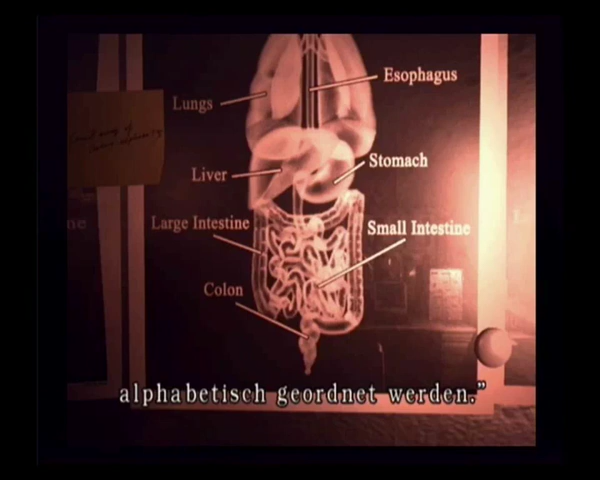 Esophagus
Lungs
Stomach
Liver
Large Intestine
Small Intestine
Colon
alphabetisch geordnet werden.”